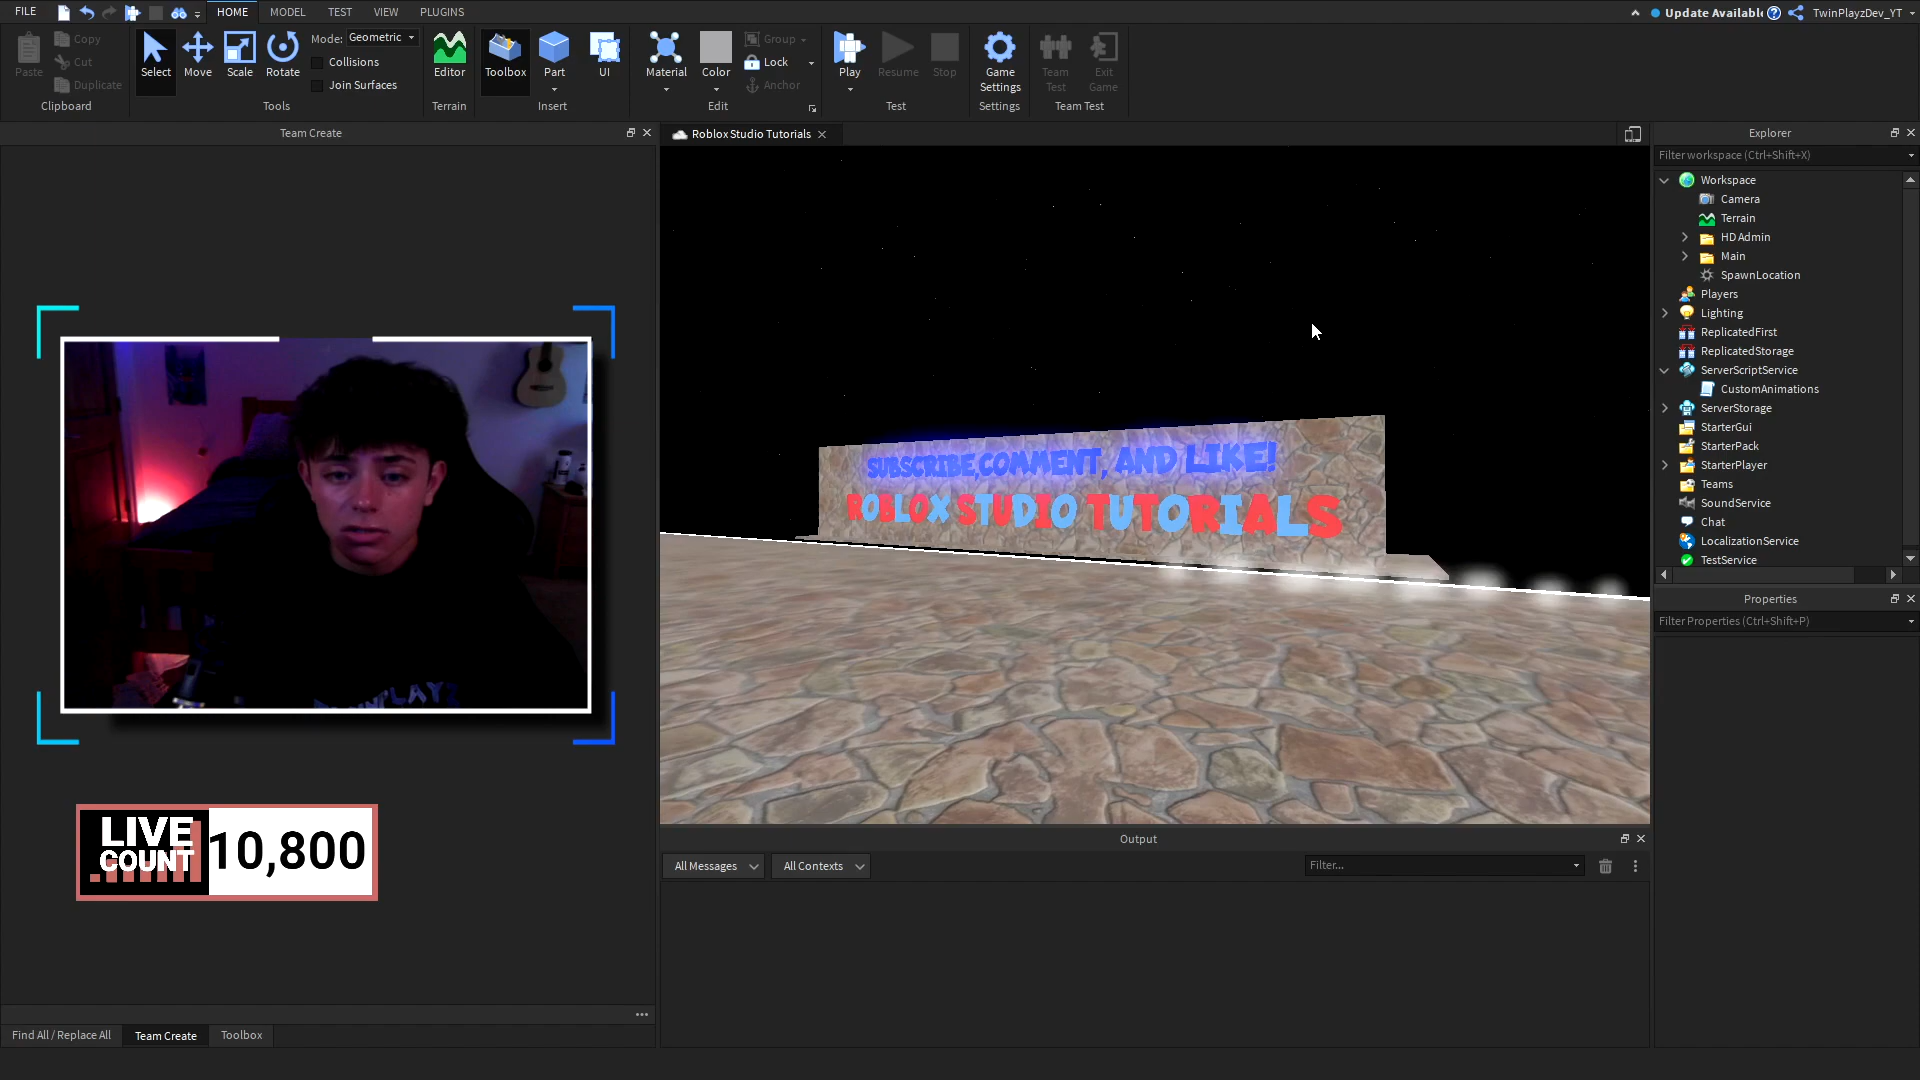 FILE
HOME
MODEL
TEST
VIEW
PLUGINS
Update Availabl
TwinPlayzDev_YT
Paste
Copy
Cut
Duplicate
Clipboard
Select
Move
Scale
Rotate
Mode: Geometric
Collisions
Join Surfaces
Tools
Editor
Terrain
Toolbox
Part
UI
Insert
Material
Color
Group
Lock
Anchor
Edit
Play
Resume
Stop
Test
Game
Settings
Settings
Team
Test
Exit
Game
Team Test
Team Create
Roblox Studio Tutorials
SUBSCRIBE,COMMENT, AND LIKE!
ROBLOX STUDIO TUTORIALS
LIVE
COUNT
10,800
Find All / Replace All
Team Create
Toolbox
Output
All Messages
All Contexts
Filter...
Explorer
Filter workspace (Ctrl+Shift+X)
Workspace
Camera
Terrain
HD Admin
Main
SpawnLocation
Players
Lighting
ReplicatedFirst
ReplicatedStorage
ServerScriptService
CustomAnimations
ServerStorage
StarterGui
StarterPack
StarterPlayer
Teams
SoundService
Chat
LocalizationService
TestService
Properties
Filter Properties (Ctrl+Shift+P)